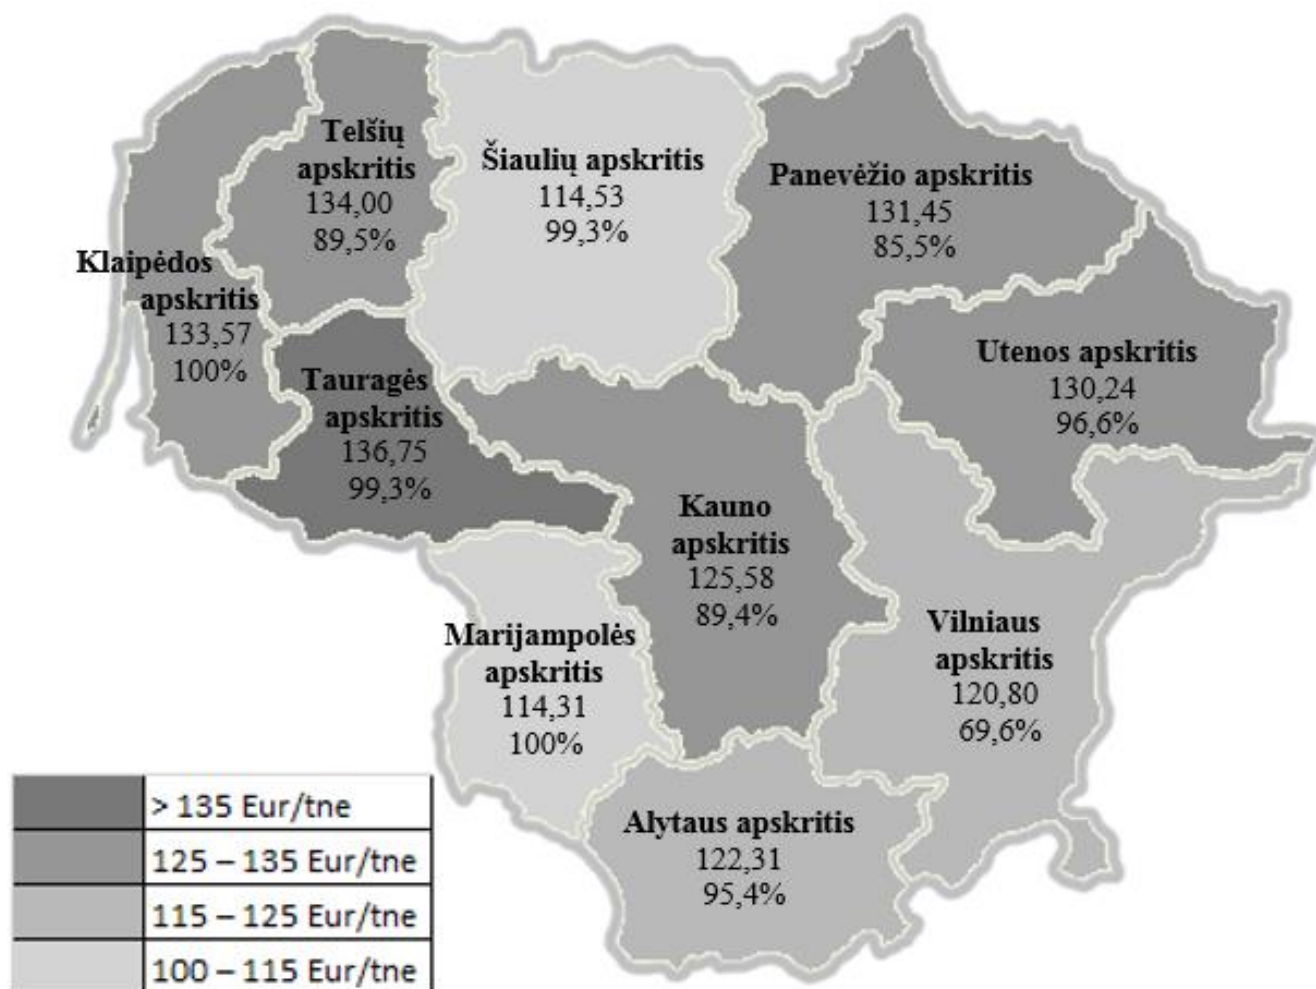 Telšių
apskritis
134,00
89,5%
Šiaulių apskritis
114,53
99,3%
Panevėžio apskritis
131,45
85,5%
Klaipėdos
apskritis
133,57
100%
Tauragės
apskritis
136,75
99,3%
Utenos apskritis
130,24
96,6%
Kauno
apskritis
125,58
89,4%
Marijampolės
apskritis
114,31
100%
Vilniaus
apskritis
120,80
69,6%
Alytaus apskritis
122,31
95,4%
> 135 Eur/tne
125 – 135 Eur/tne
115 – 125 Eur/tne
100 – 115 Eur/tne